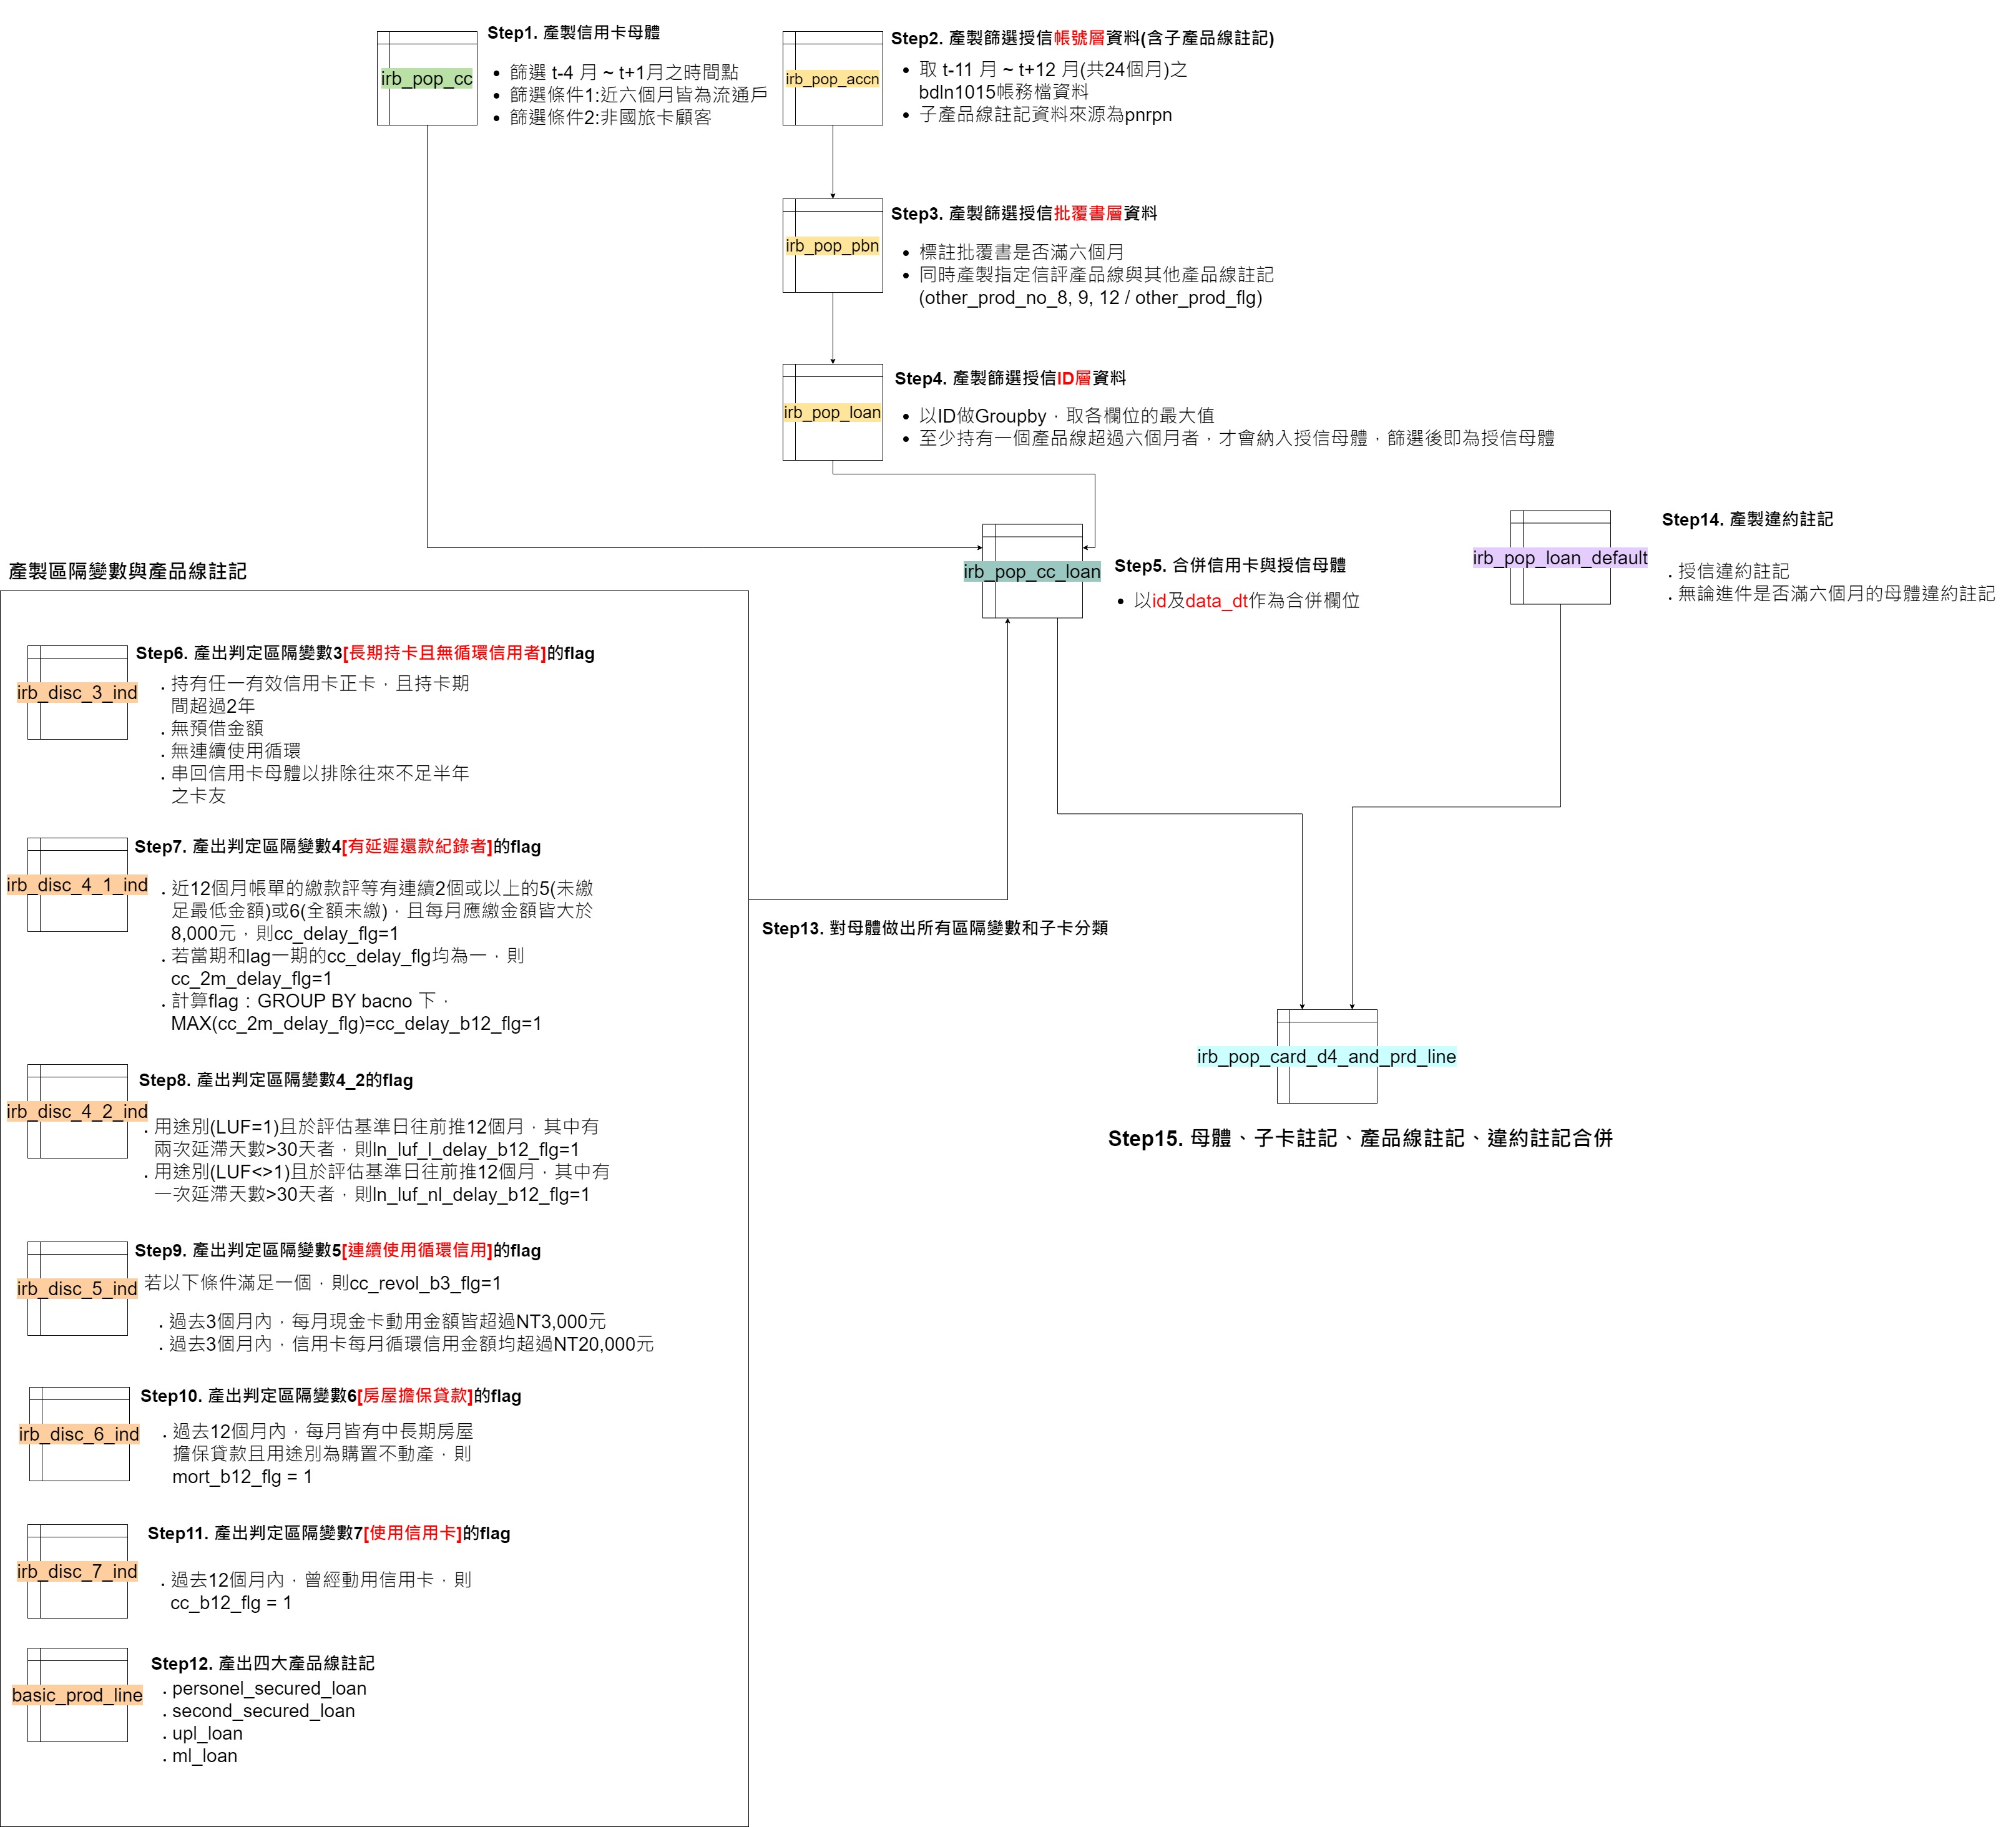 irb_pop_cc
Step1. 產製信用卡母體
• 篩選 t-4 月 ~ t+1月之時間點
• 篩選條件1:近六個月皆為流通戶
• 篩選條件2:非國旅卡顧客
irb_pop_accn
Step2. 產製篩選授信帳號層資料(含子產品線註記)
• 取 t-11 月 ~ t+12 月(共24個月)之
bdln1015帳務檔資料
• 子產品線註記資料來源為pnrpn
irb_pop_pbn
Step3. 產製篩選授信批覆書層資料
• 標註批覆書是否滿六個月
• 同時產製指定信評產品線與其他產品線註記
(other_prod_no_8, 9, 12 / other_prod_flg)
irb_pop_loan
Step4. 產製篩選授信ID層資料
• 以ID做Groupby，取各欄位的最大值
• 至少持有一個產品線超過六個月者，才會納入授信母體，篩選後即為授信母體
irb_pop_cc_loan
Step5. 合併信用卡與授信母體
• 以id及data_dt作為合併欄位
irb_pop_loan_default
Step14. 產製違約註記
. 授信違約註記
. 無論進件是否滿六個月的母體違約註記
產製區隔變數與產品線註記
irb_disc_3_ind
Step6. 產出判定區隔變數3[長期持卡且無循環信用者]的flag
. 持有任一有效信用卡正卡，且持卡期
間超過2年
. 無預借金額
. 無連續使用循環
. 串回信用卡母體以排除往來不足半年
之卡友
irb_disc_4_1_ind
Step7. 產出判定區隔變數4[有延遲還款紀錄者]的flag
. 近12個月帳單的繳款評等有連續2個或以上的5(未繳
足最低金額)或6(全額未繳)，且每月應繳金額皆大於
8,000元，則cc_delay_flg=1
. 若當期和lag一期的cc_delay_flg均為一，則
cc_2m_delay_flg=1
. 計算flag：GROUP BY bacno 下，
MAX(cc_2m_delay_flg)=cc_delay_b12_flg=1
irb_disc_4_2_ind
Step8. 產出判定區隔變數4_2的flag
. 用途別(LUF=1)且於評估基準日往前推12個月，其中有
兩次延滯天數>30天者，則ln_luf_l_delay_b12_flg=1
. 用途別(LUF<>1)且於評估基準日往前推12個月，其中有
一次延滯天數>30天者，則ln_luf_nl_delay_b12_flg=1
irb_disc_5_ind
Step9. 產出判定區隔變數5[連續使用循環信用]的flag
若以下條件滿足一個，則cc_revol_b3_flg=1
. 過去3個月內，每月現金卡動用金額皆超過NT3,000元
. 過去3個月內，信用卡每月循環信用金額均超過NT20,000元
irb_disc_6_ind
Step10. 產出判定區隔變數6[房屋擔保貸款]的flag
. 過去12個月內，每月皆有中長期房屋
擔保貸款且用途別為購置不動產，則
mort_b12_flg = 1
irb_disc_7_ind
Step11. 產出判定區隔變數7[使用信用卡]的flag
. 過去12個月內，曾經動用信用卡，則
cc_b12_flg = 1
basic_prod_line
Step12. 產出四大產品線註記
. personel_secured_loan
. second_secured_loan
. upl_loan
. ml_loan
Step13. 對母體做出所有區隔變數和子卡分類
irb_pop_card_d4_and_prd_line
Step15. 母體、子卡註記、產品線註記、違約註記合併